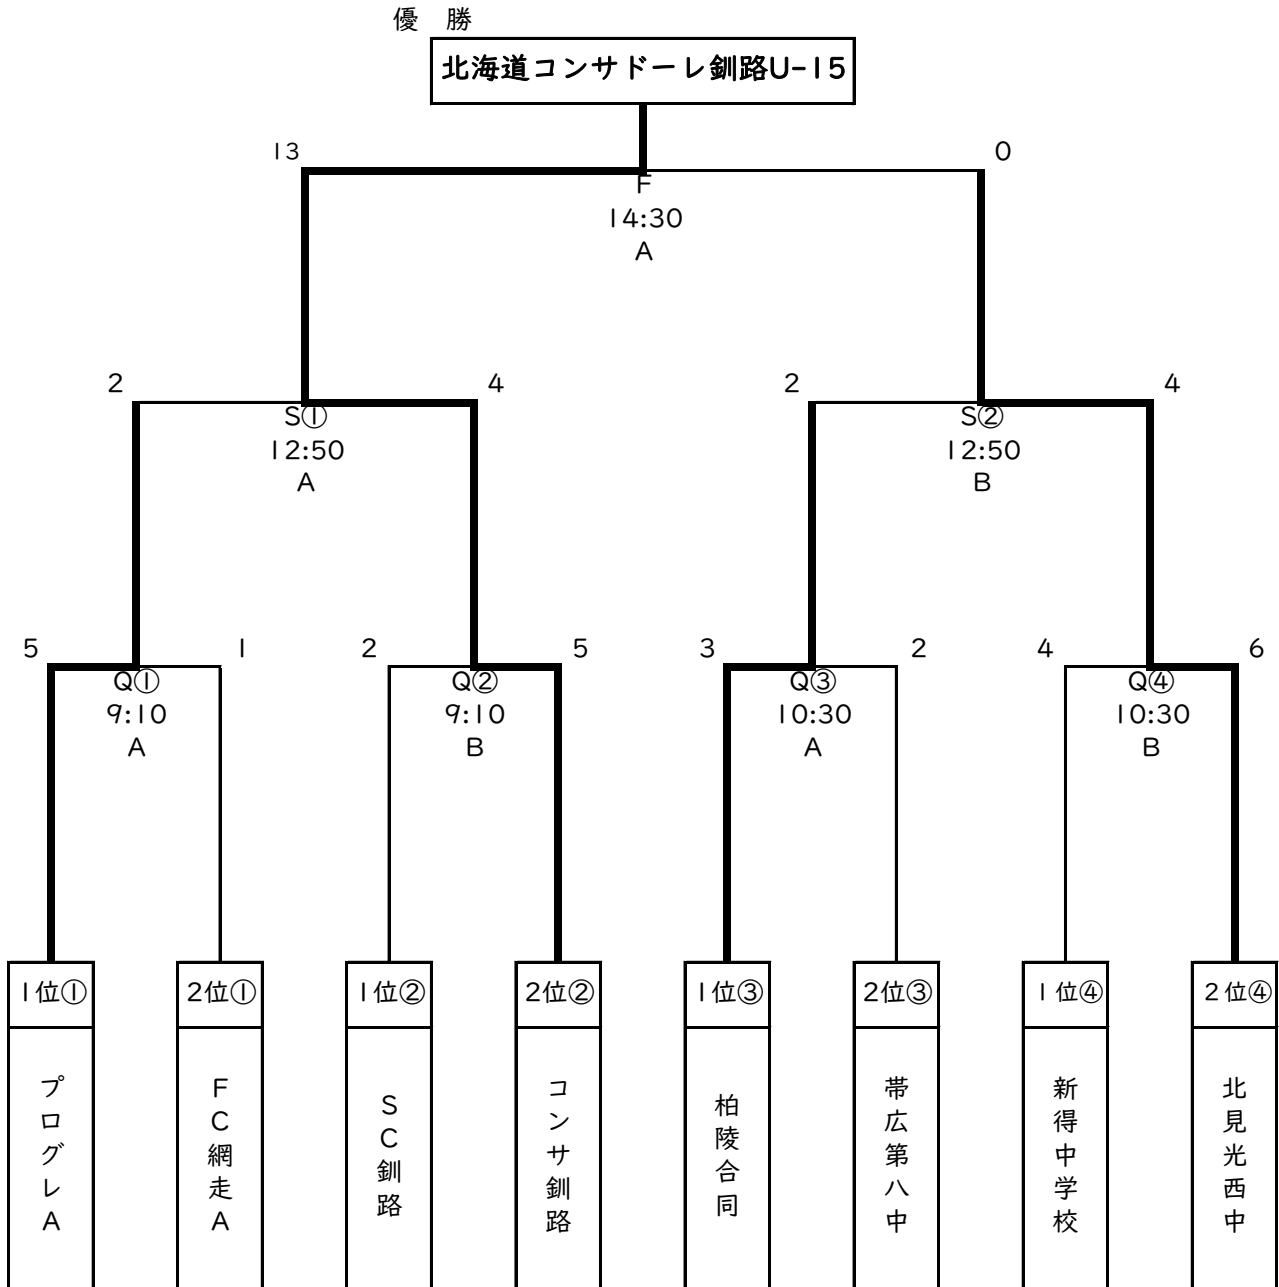 優　勝
北海道コンサドーレ釧路U-15
13
0
F
14:30
A
2
4
2
4
S①
12:50
A
S②
12:50
B
5
1
2
5
3
2
4
6
Q①
9:10
A
Q②
9:10
B
Q③
10:30
A
Q④
10:30
B
1位①
2位①
1位②
2位②
1位③
2位③
1位④
2位④
プログレA
FC網走A
SC釧路
コンサ釧路
柏陵合同
帯広第八中
新得中学校
北見光西中